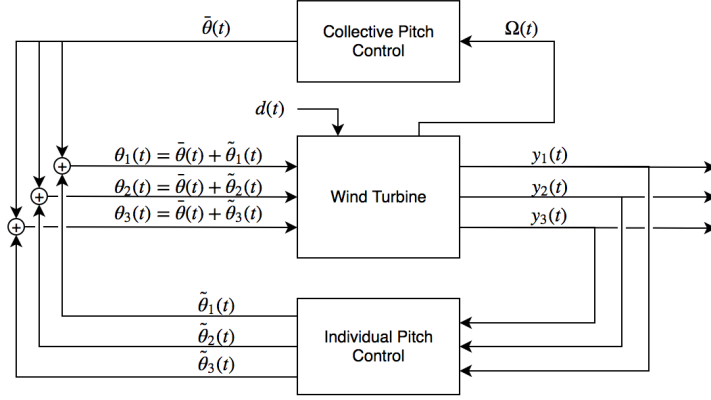 θ̄(t)
Collective Pitch
Control
Ω(t)
d(t)
θ₁(t) = θ̄(t) + θ̃₁(t)
θ₂(t) = θ̄(t) + θ̃₂(t)
θ₃(t) = θ̄(t) + θ̃₃(t)
Wind Turbine
y₁(t)
y₂(t)
y₃(t)
θ̃₁(t)
θ̃₂(t)
θ̃₃(t)
Individual Pitch
Control